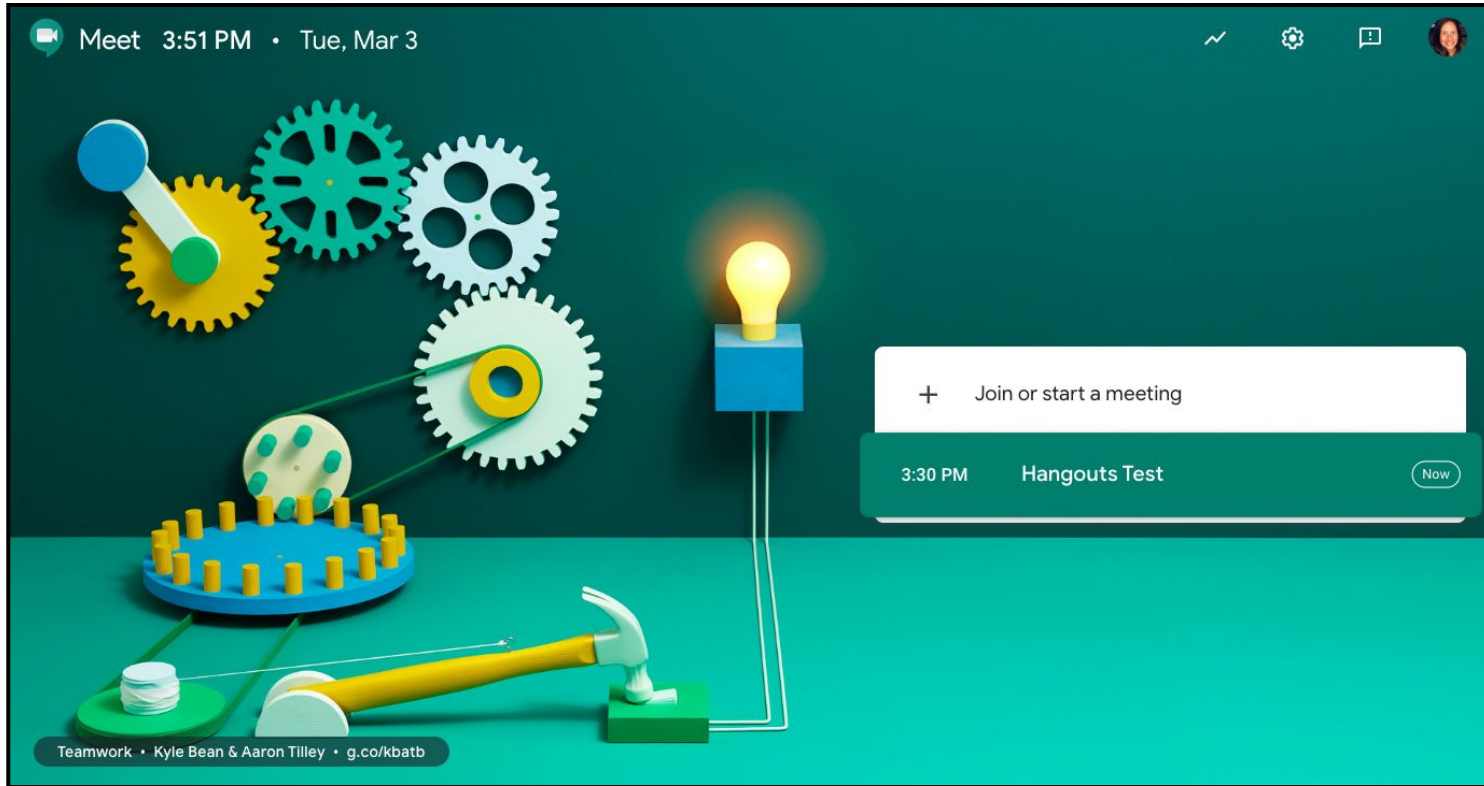 Meet 3:51 PM • Tue, Mar 3
+ Join or start a meeting
3:30 PM Hangouts Test Now
Teamwork • Kyle Bean & Aaron Tilley • g.co/kbatb